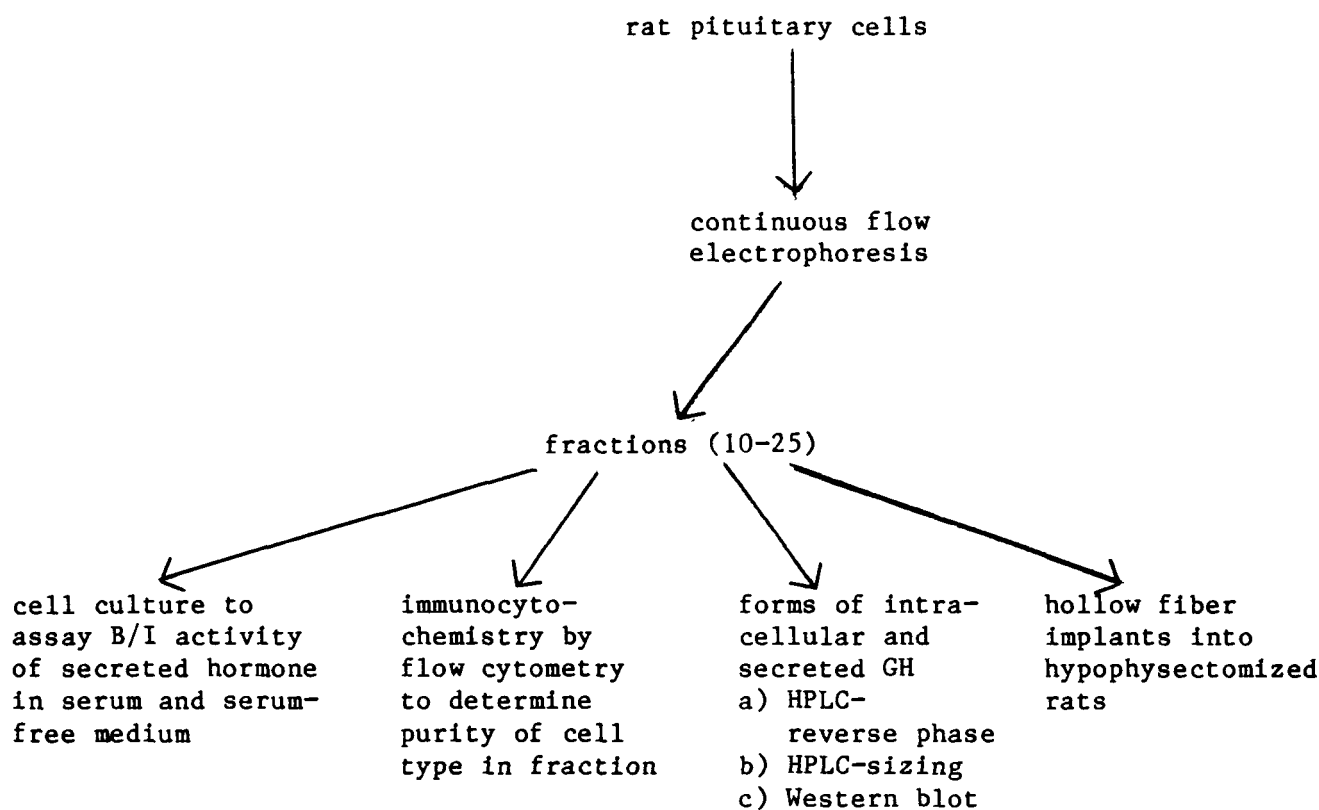 rat pituitary cells
continuous flow
electrophoresis
fractions (10-25)
cell culture to
assay B/I activity
of secreted hormone
in serum and serum-
free medium
immunocyto-
chemistry by
flow cytometry
to determine
purity of cell
type in fraction
forms of intra-
cellular and
secreted GH
a) HPLC-
reverse phase
b) HPLC-sizing
c) Western blot
hollow fiber
implants into
hypophysectomized
rats